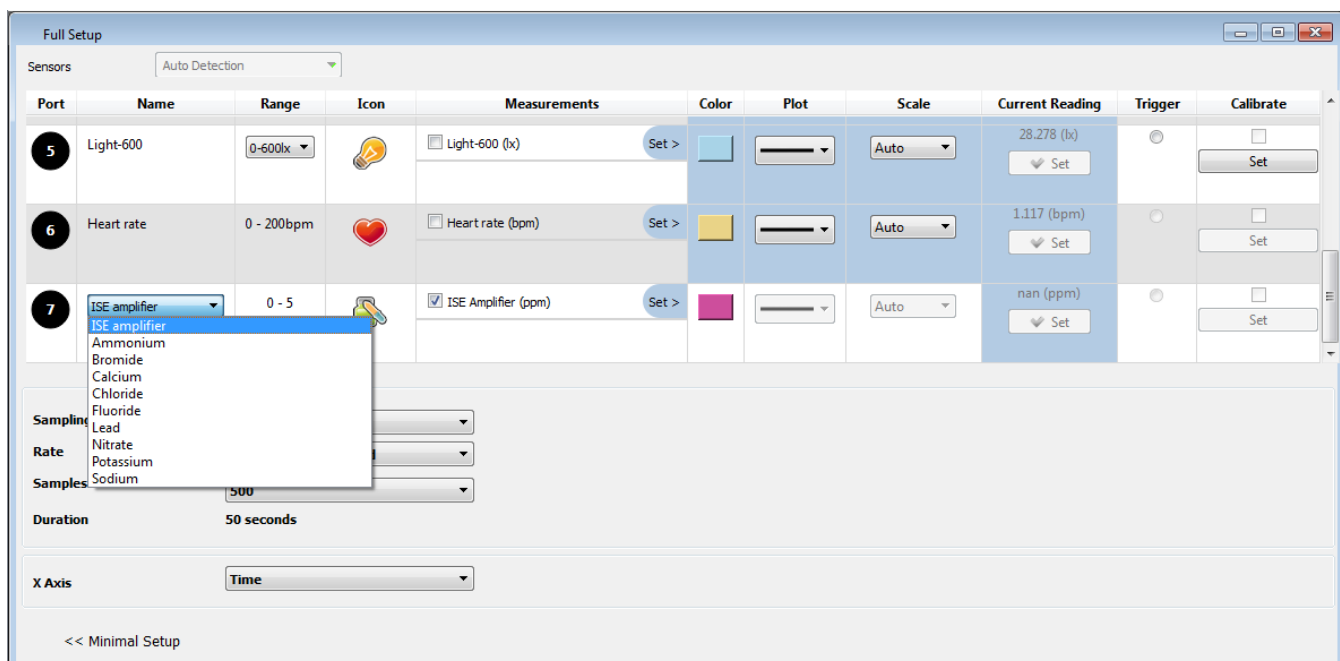 Full Setup
Sensors Auto Detection
Port Name Range Icon Measurements Color Plot Scale Current Reading Trigger Calibrate
5 Light-600 0-600lx Light-600 (lx) Set > Auto 28.278 (lx)
Set Set
6 Heart rate 0 - 200bpm Heart rate (bpm) Set > Auto 1.117 (bpm)
Set Set
7 ISE amplifier 0 - 5 ISE Amplifier (ppm) Set > Auto nan (ppm)
Set Set
ISE amplifier
Ammonium
Bromide
Calcium
Chloride
Fluoride
Lead
Nitrate
Potassium
Sodium
Sampling
Rate
Samples 500
Duration 50 seconds
X Axis Time
<< Minimal Setup